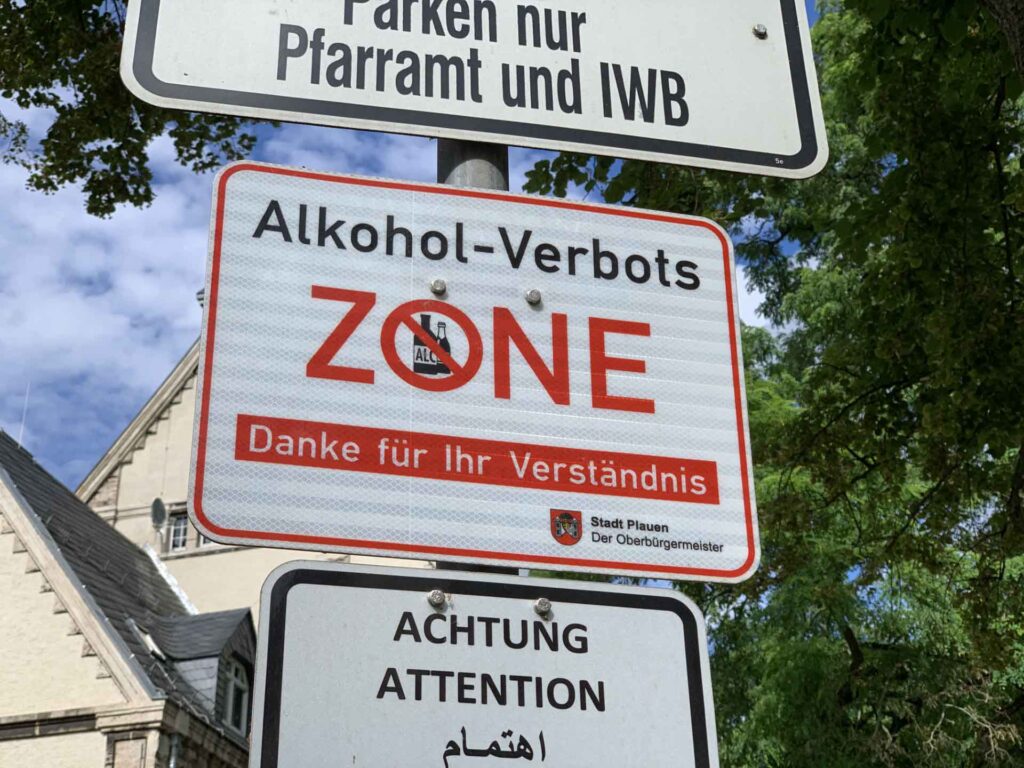 Parken nur
Pfarramt und IWB
Alkohol-Verbots
ZONE
Danke für Ihr Verständnis
Stadt Plauen
Der Oberbürgermeister
ACHTUNG
ATTENTION
اهتمام